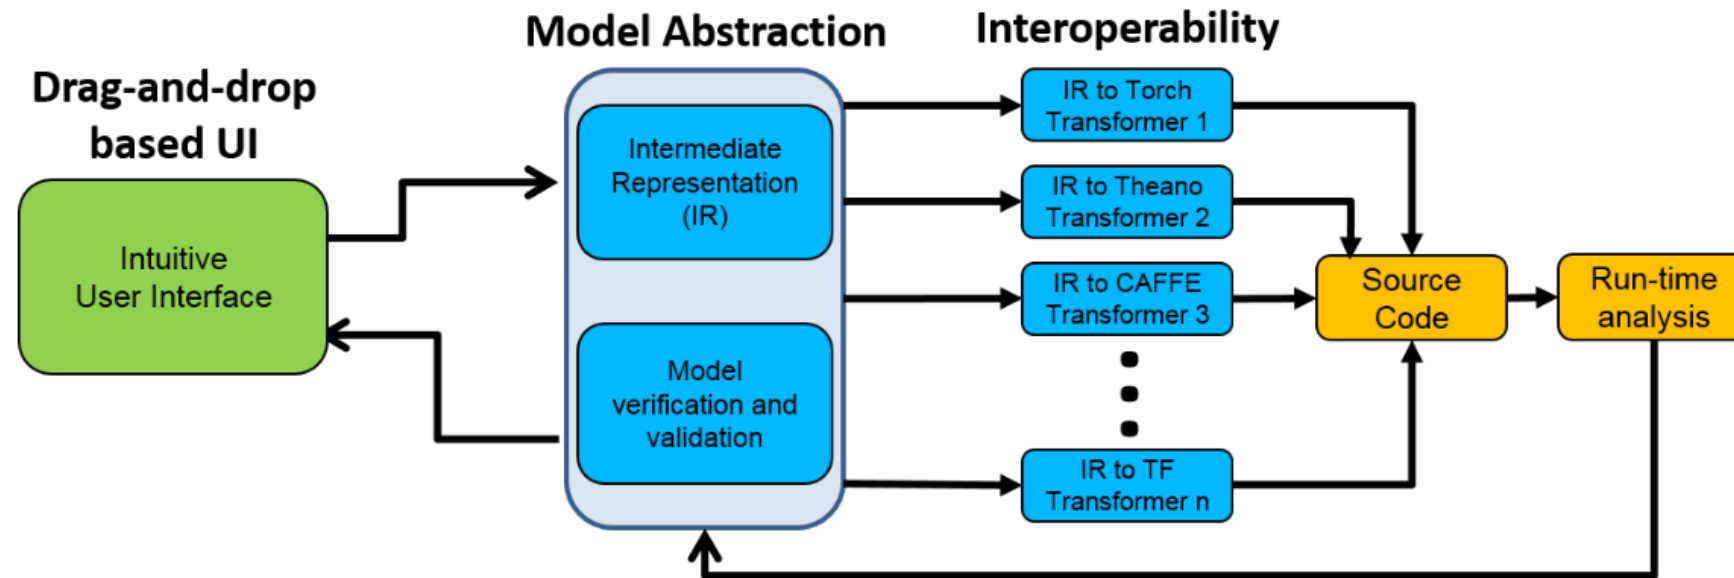 Drag-and-drop
based UI
Intuitive
User Interface
Model Abstraction
Intermediate
Representation
(IR)
Model
verification and
validation
Interoperability
IR to Torch
Transformer 1
IR to Theano
Transformer 2
IR to CAFFE
Transformer 3
IR to TF
Transformer n
Source
Code
Run-time
analysis